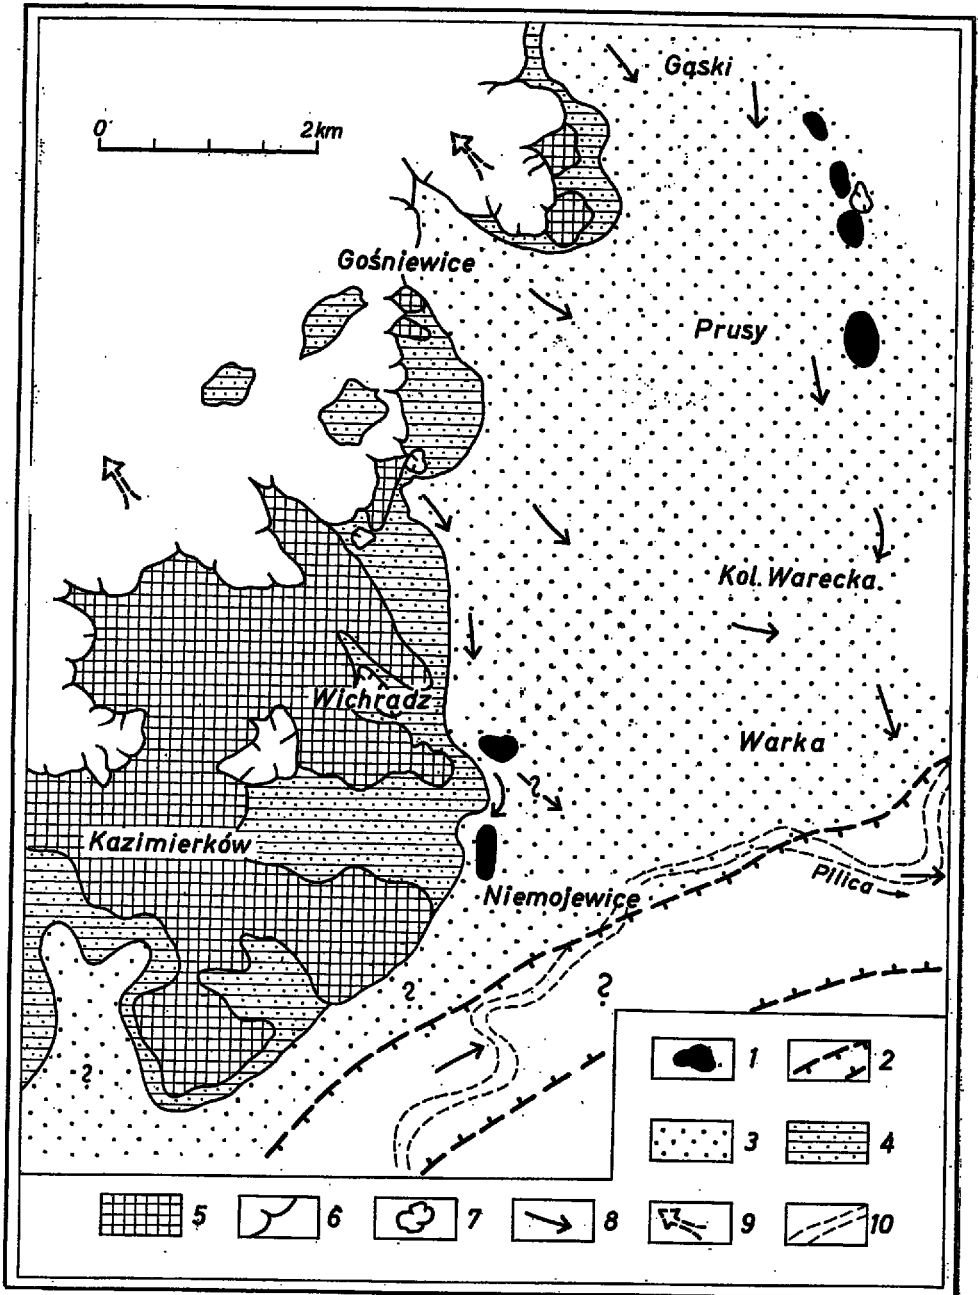 Gąski
0 2km
Gośniewice
Prusy
Kol. Warecka
Wichradz
Warka
Kazimierków
Pilica
Niemojewice
?
?
?
?
1
2
3
4
5
6
7
8
9
10